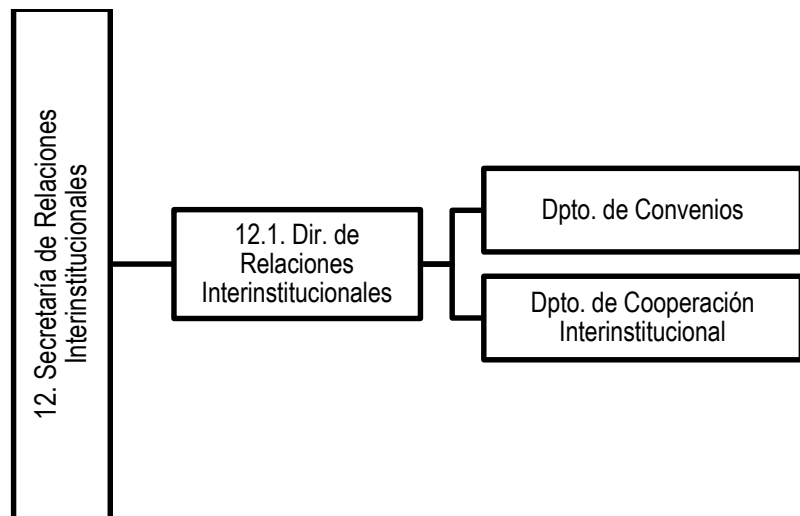 12. Secretaría de Relaciones
Interinstitucionales
12.1. Dir. de
Relaciones
Interinstitucionales
Dpto. de Convenios
Dpto. de Cooperación
Interinstitucional